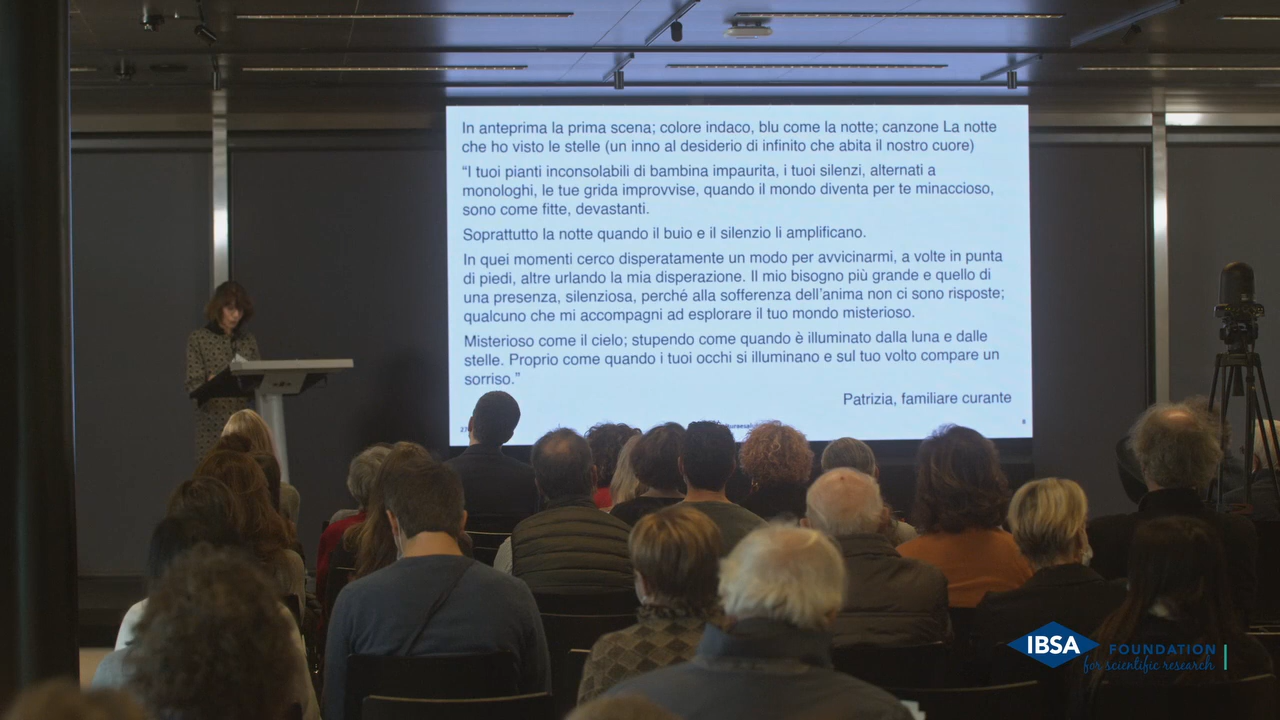 In anteprima la prima scena; colore indaco, blu come la notte; canzone La notte
che ho visto le stelle (un inno al desiderio di infinito che abita il nostro cuore)
“I tuoi pianti inconsolabili di bambina impaurita, i tuoi silenzi, alternati a
monologhi, le tue grida improvvise, quando il mondo diventa per te minaccioso,
sono come fitte, devastanti.
Soprattutto la notte quando il buio e il silenzio li amplificano.
In quei momenti cerco disperatamente un modo per avvicinarmi, a volte in punta
di piedi, altre urlando la mia disperazione. Il mio bisogno più grande e quello di
una presenza, silenziosa, perché alla sofferenza dell’anima non ci sono risposte;
qualcuno che mi accompagni ad esplorare il tuo mondo misterioso.
Misterioso come il cielo; stupendo come quando è illuminato dalla luna e dalle
stelle. Proprio come quando i tuoi occhi si illuminano e sul tuo volto compare un
sorriso.”
Patrizia, familiare curante
IBSA FOUNDATION
for scientific research